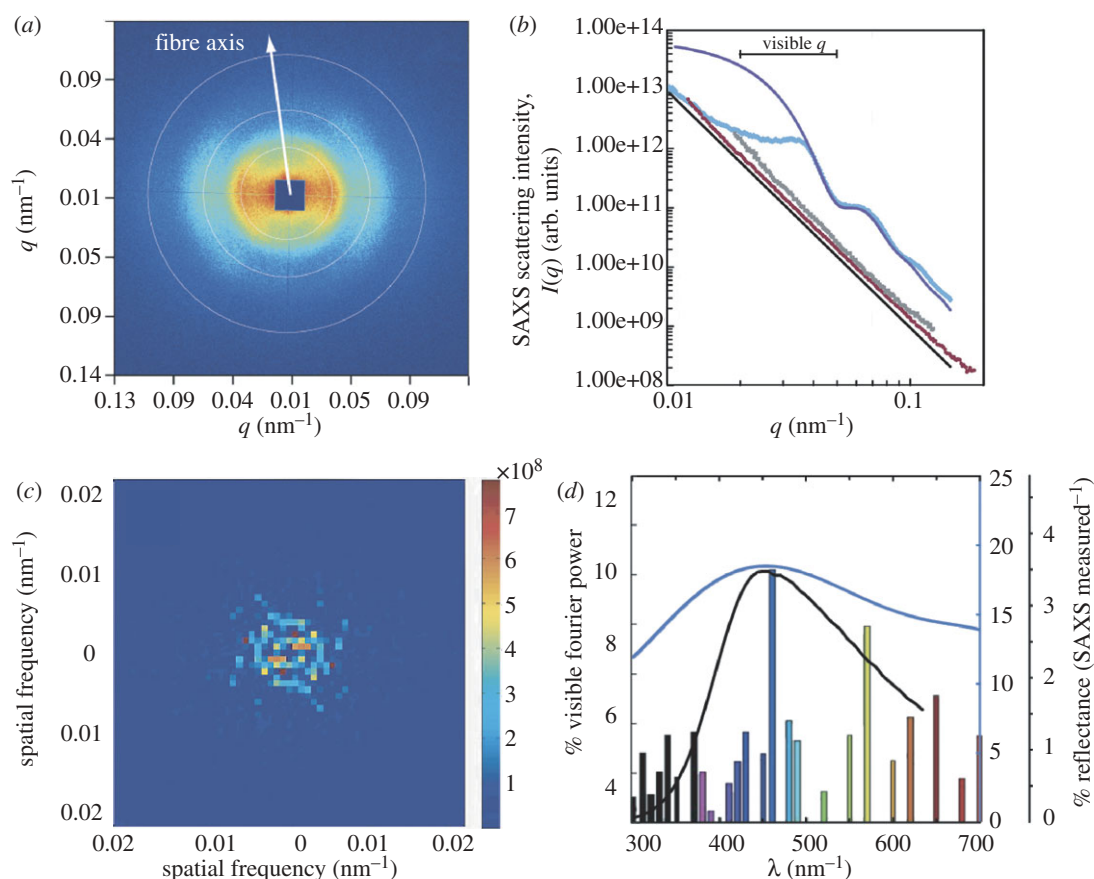 (a)
fibre axis
0.09
0.04
0.01
0.05
0.09
0.14
q (nm⁻¹)
0.13 0.09 0.04 0.01 0.05 0.09
q (nm⁻¹)
(b)
visible q
1.00e+14
1.00e+13
1.00e+12
1.00e+11
1.00e+10
1.00e+09
1.00e+08
SAXS scattering intensity,
I(q) (arb. units)
0.01 0.1
q (nm⁻¹)
(c)
0.02
0.01
0
0.01
0.02
spatial frequency (nm⁻¹)
0.02 0.01 0 0.01 0.02
spatial frequency (nm⁻¹)
×10⁸
7
6
5
4
3
2
1
(d)
12
10
8
6
4
% visible fourier power
300 400 500 600 700
λ (nm⁻¹)
25
20
15
10
5
0
% reflectance
4
3
2
1
0
% reflectance (SAXS measured⁻¹)